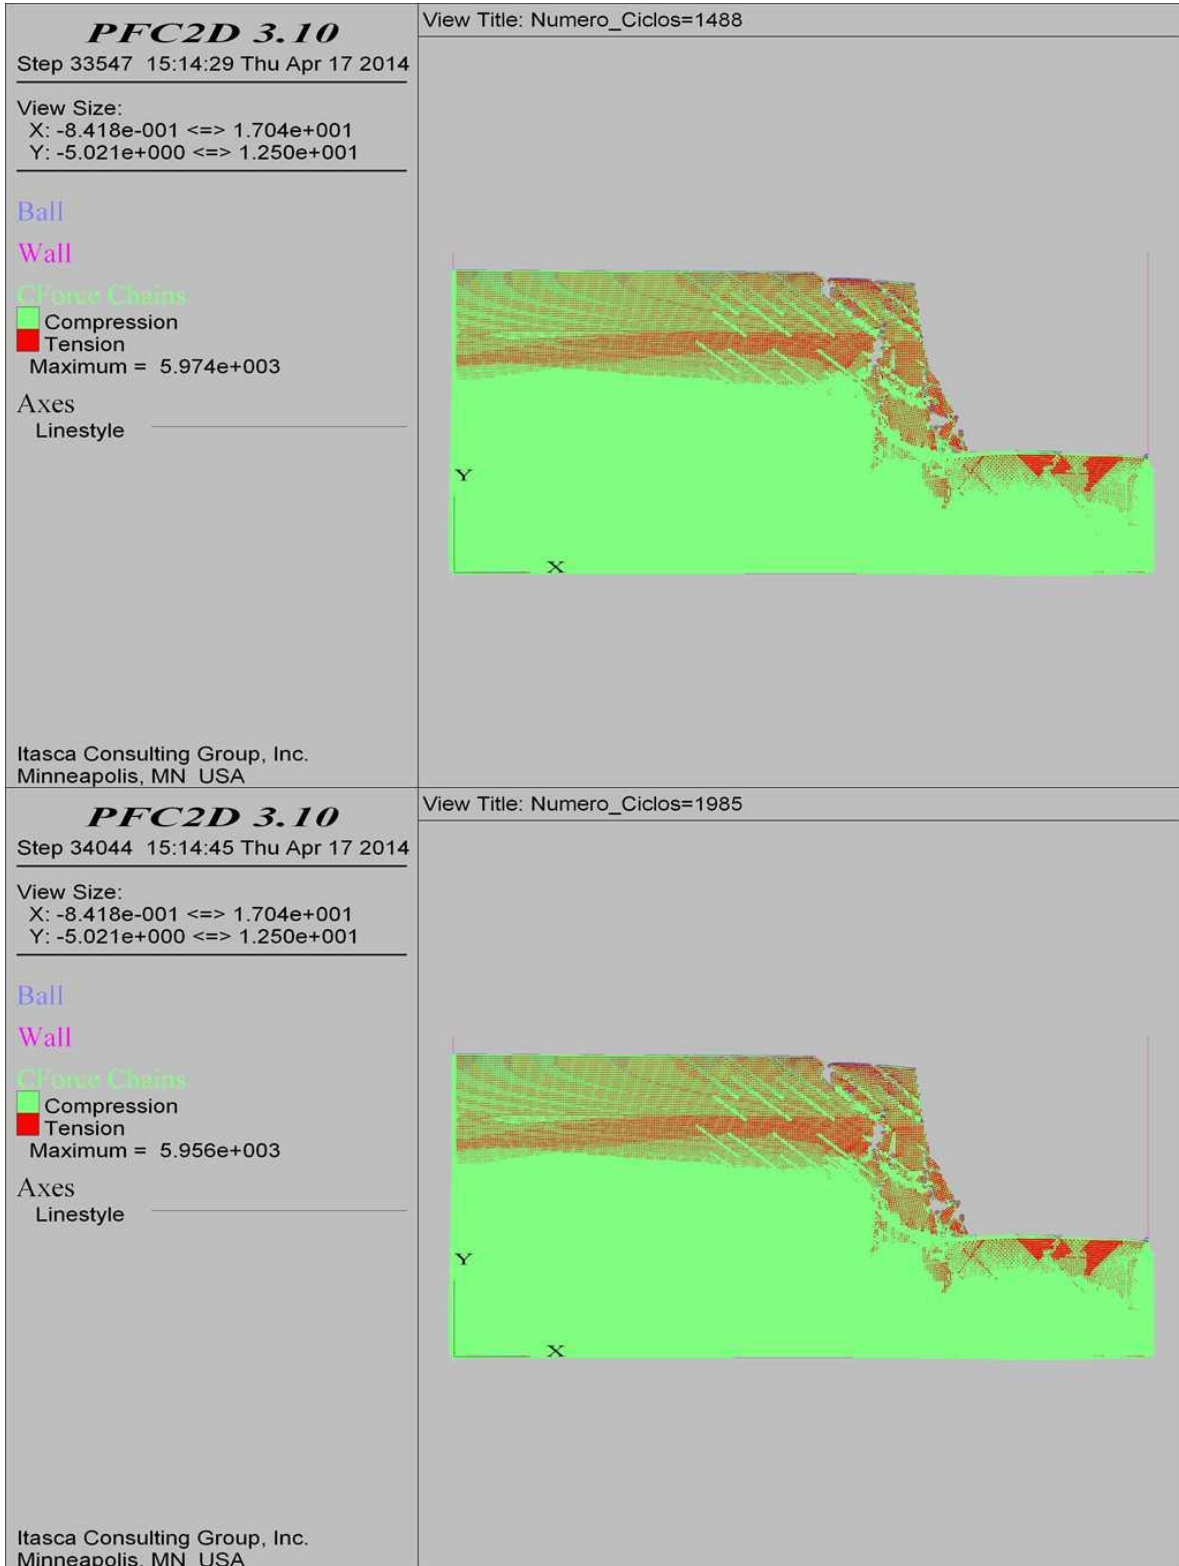 PFC2D 3.10
Step 33547 15:14:29 Thu Apr 17 2014
View Size:
X: -8.418e-001 <=> 1.704e+001
Y: -5.021e+000 <=> 1.250e+001
Ball
Wall
CForce Chains
Compression
Tension
Maximum = 5.974e+003
Axes
Linestyle
Itasca Consulting Group, Inc.
Minneapolis, MN USA
View Title: Numero_Ciclos=1488
Y
X
PFC2D 3.10
Step 34044 15:14:45 Thu Apr 17 2014
View Size:
X: -8.418e-001 <=> 1.704e+001
Y: -5.021e+000 <=> 1.250e+001
Ball
Wall
CForce Chains
Compression
Tension
Maximum = 5.956e+003
Axes
Linestyle
Itasca Consulting Group, Inc.
Minneapolis, MN USA
View Title: Numero_Ciclos=1985
Y
X